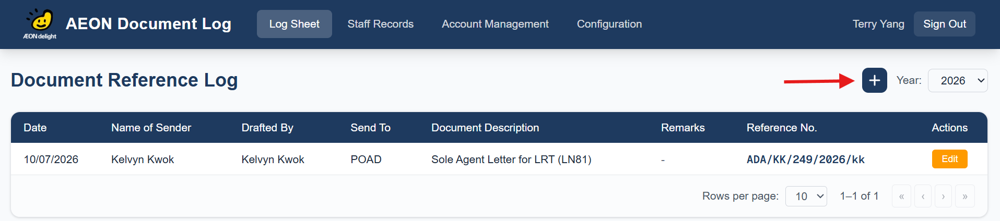 ÆON delight
AEON Document Log
Log Sheet
Staff Records
Account Management
Configuration
Terry Yang
Sign Out
Document Reference Log
+
Year:
2026
Date Name of Sender Drafted By Send To Document Description Remarks Reference No. Actions
10/07/2026 Kelvyn Kwok Kelvyn Kwok POAD Sole Agent Letter for LRT (LN81) - ADA/KK/249/2026/kk Edit
Rows per page: 10 1–1 of 1 « ‹ › »